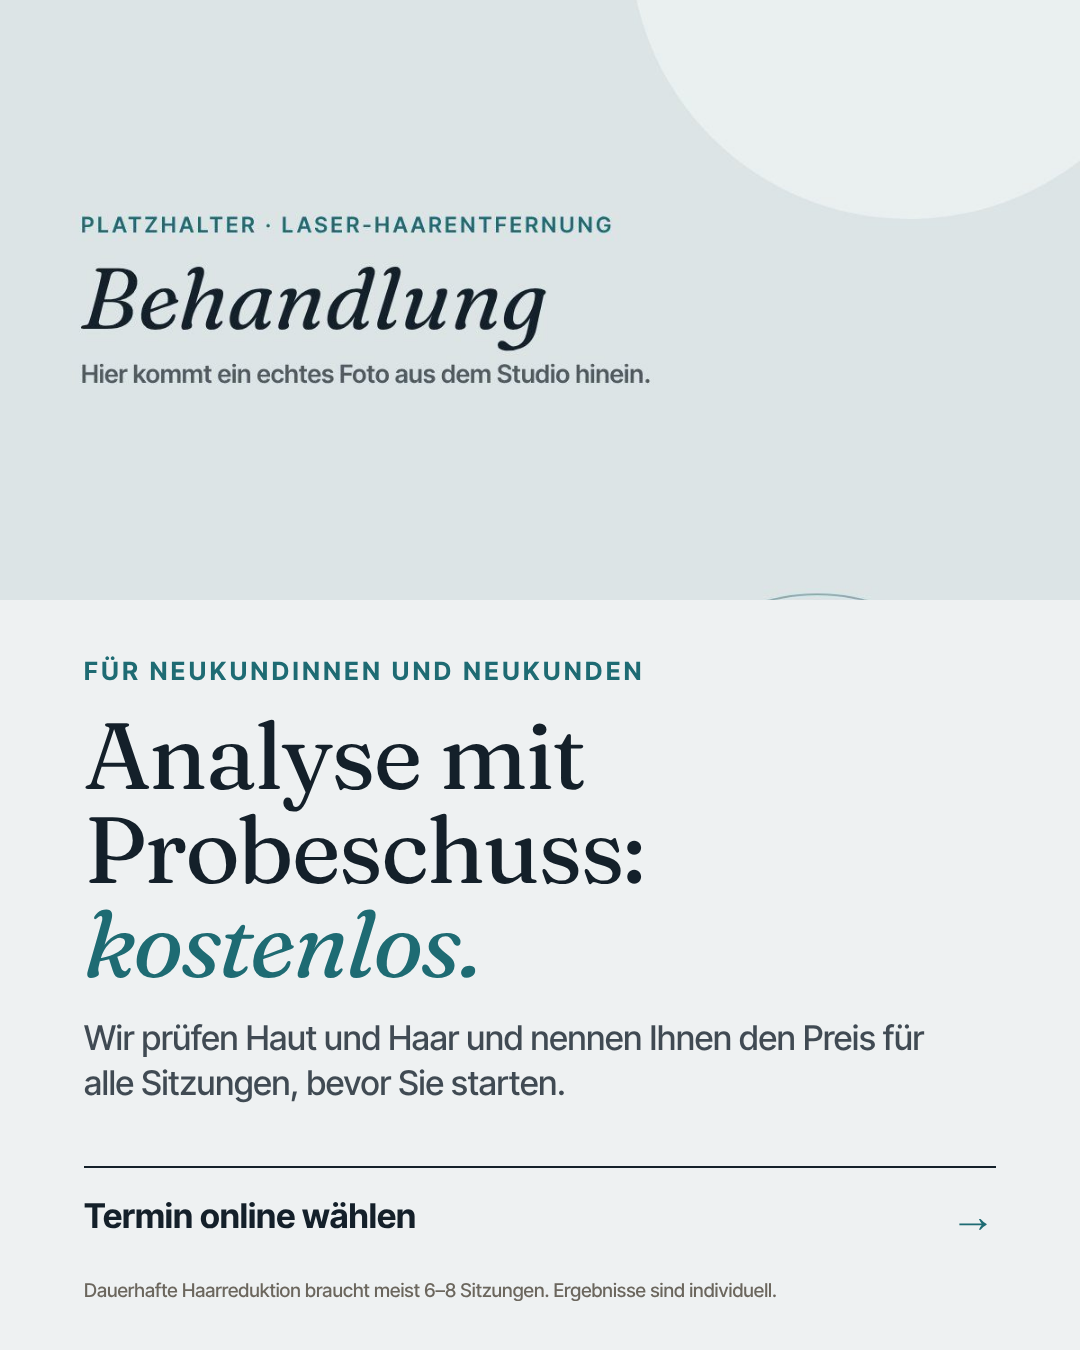 PLATZHALTER · LASER-HAARENTFERNUNG
Behandlung
Hier kommt ein echtes Foto aus dem Studio hinein.
FÜR NEUKUNDINNEN UND NEUKUNDEN
Analyse mit
Probeschuss:
kostenlos.
Wir prüfen Haut und Haar und nennen Ihnen den Preis für
alle Sitzungen, bevor Sie starten.
Termin online wählen →
Dauerhafte Haarreduktion braucht meist 6–8 Sitzungen. Ergebnisse sind individuell.